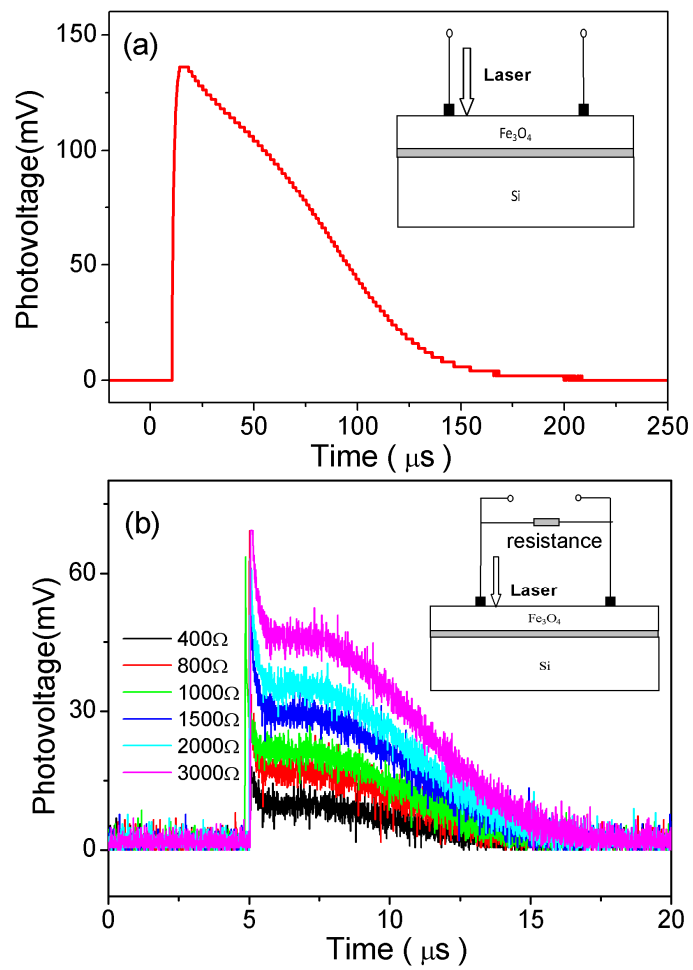 (a)
Photovoltage(mV)
150
100
50
0
Laser
Fe₃O₄
Si
0 50 100 150 200 250
Time ( μs )
(b)
Photovoltage(mV)
60
30
0
resistance
Laser
Fe₃O₄
Si
400Ω
800Ω
1000Ω
1500Ω
2000Ω
3000Ω
0 5 10 15 20
Time ( μs )